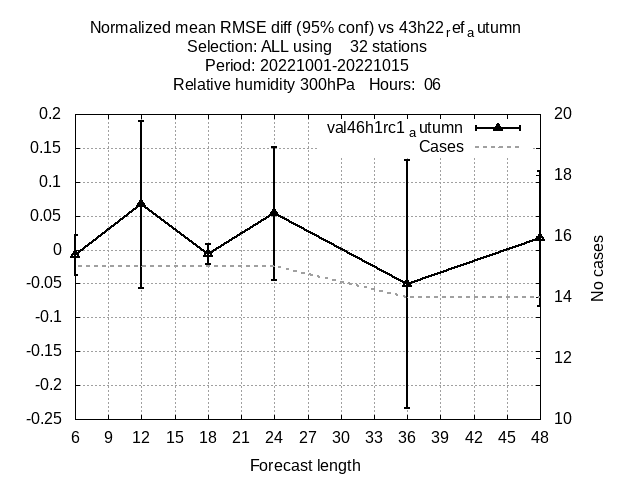 Normalized mean RMSE diff (95% conf) vs 43h22refautumn
Selection: ALL using 32 stations
Period: 20221001-20221015
Relative humidity 300hPa Hours: 06
val46h1rc1autumn
Cases
0.2
0.15
0.1
0.05
0
-0.05
-0.1
-0.15
-0.2
-0.25
20
18
16
14
12
10
No cases
6 9 12 15 18 21 24 27 30 33 36 39 42 45 48
Forecast length